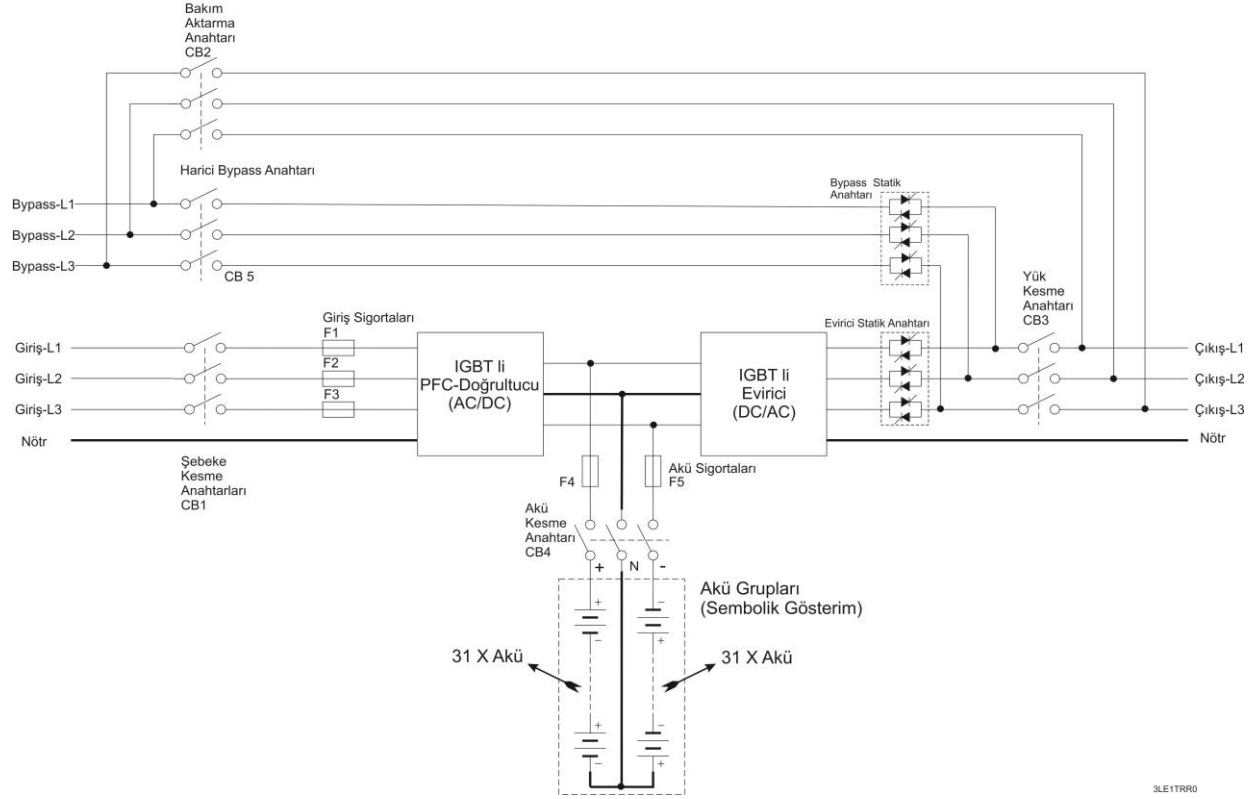 Bakım
Aktarma
Anahtarı
CB2
Harici Bypass Anahtarı
Bypass Statik
Anahtarı
Bypass-L1
Bypass-L2
Bypass-L3
CB 5
Yük
Kesme
Anahtarı
CB3
Giriş Sigortaları
F1
Evirici Statik Anahtarı
Giriş-L1
F2
Giriş-L2
F3
Giriş-L3
Nötr
IGBT li
PFC-Doğrultucu
(AC/DC)
IGBT li
Evirici
(DC/AC)
Çıkış-L1
Çıkış-L2
Çıkış-L3
Nötr
Şebeke
Kesme
Anahtarları
CB1
F4
Akü Sigortaları
F5
Akü
Kesme
Anahtarı
CB4
+ N -
Akü Grupları
(Sembolik Gösterim)
+ −
− +
31 X Akü
31 X Akü
+ −
− +
3LE1TRR0